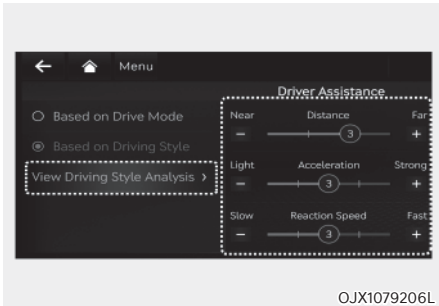 Menu
Driver Assistance
Based on Drive Mode
Based on Driving Style
View Driving Style Analysis >
Near Distance Far
− 3 +
Light Acceleration Strong
− 3 +
Slow Reaction Speed Fast
− 3 +
OJX1079206L